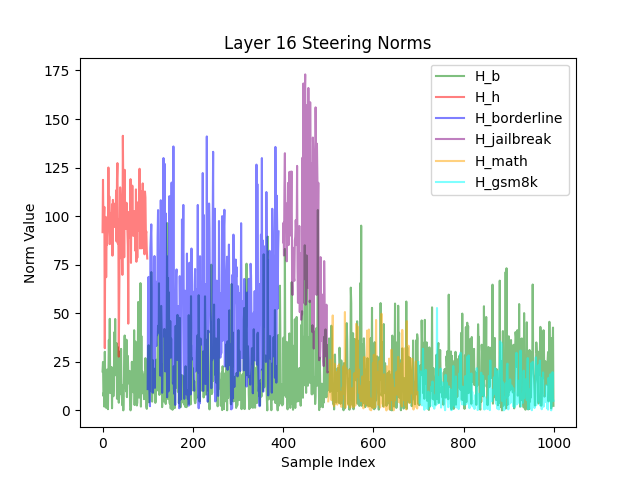 Layer 16 Steering Norms
175
150
125
100
75
50
25
0
Norm Value
0
200
400
600
800
1000
Sample Index
H_b
H_h
H_borderline
H_jailbreak
H_math
H_gsm8k